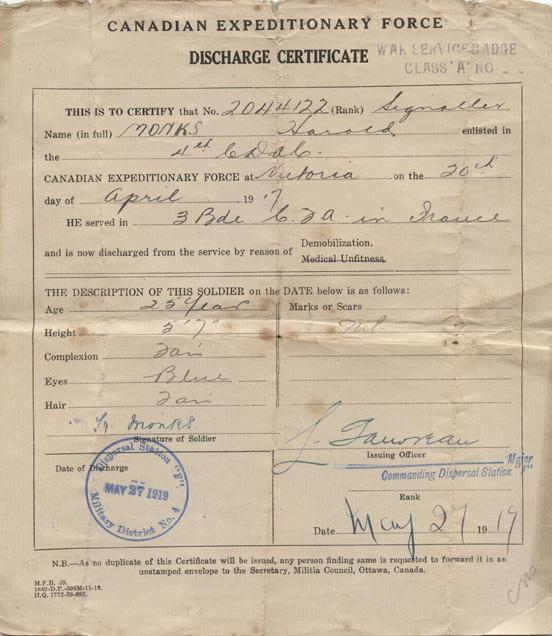 CANADIAN EXPEDITIONARY FORCE
DISCHARGE CERTIFICATE
WAR SERVICE BADGE
CLASS "A" NO
THIS IS TO CERTIFY that No. 2044122 (Rank) Signaller
Name (in full) MONKS Harold enlisted in
the 4th
CANADIAN EXPEDITIONARY FORCE at Victoria on the 20th
day of April 1917
HE served in 3 Bde C.F.A. in France
and is now discharged from the service by reason of Demobilization.
Medical Unfitness.
THE DESCRIPTION OF THIS SOLDIER on the DATE below is as follows:
Age 25 Year
Marks or Scars
Height 5' 7"
Nil
Complexion Fair
Eyes Blue
Hair Fair
H. Monks.
Signature of Soldier
Date of Discharge
Dispersal Station "F"
MAY 27 1919
Military District No. 4
Issuing Officer
Major
Commanding Dispersal Station
Rank
Date May 27 1919
N.B.—As no duplicate of this Certificate will be issued, any person finding same is requested to forward it in an
unstamped envelope to the Secretary, Militia Council, Ottawa, Canada.
M.F.B. 39.
H.Q. 1772-39-882.